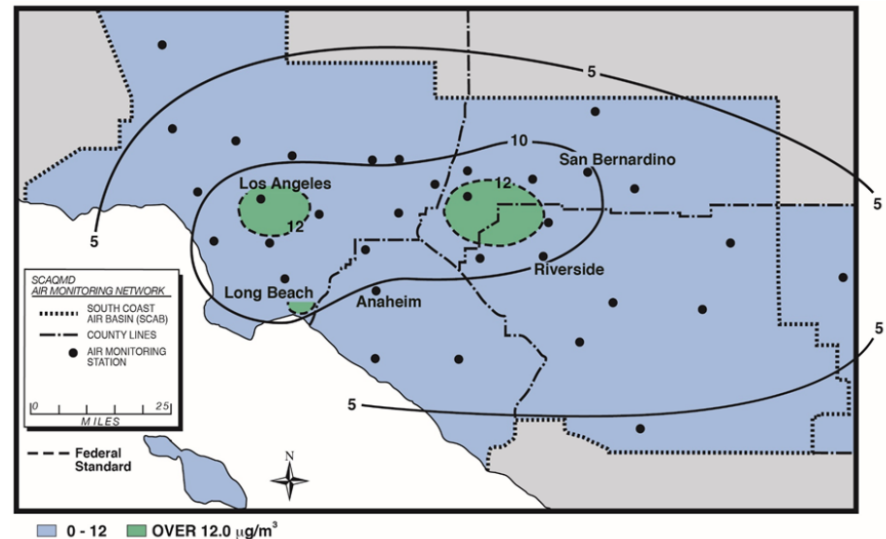 5
10
San Bernardino
12
Los Angeles
5
12
5
Riverside
Long Beach
Anaheim
5
5
SCAQMD
AIR MONITORING NETWORK
SOUTH COAST
AIR BASIN (SCAB)
COUNTY LINES
AIR MONITORING
STATION
0 25
MILES
Federal
Standard
N
0 - 12 OVER 12.0 μg/m³